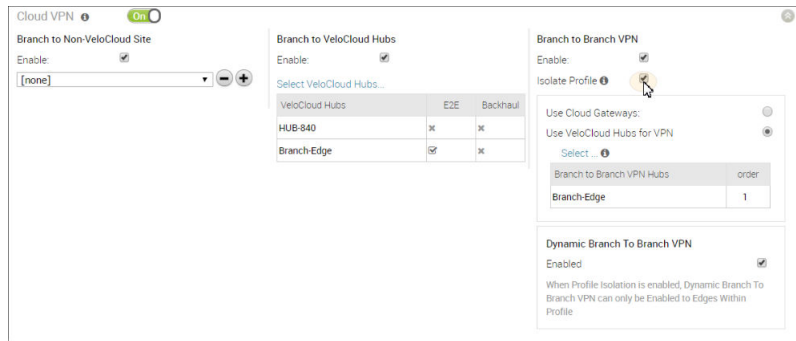 Cloud VPN
On
Branch to Non-VeloCloud Site
Enable:
[none]
Branch to VeloCloud Hubs
Enable:
Select VeloCloud Hubs...
VeloCloud Hubs E2E Backhaul
HUB-840
Branch-Edge
Branch to Branch VPN
Enable:
Isolate Profile
Use Cloud Gateways:
Use VeloCloud Hubs for VPN
Select ...
Branch to Branch VPN Hubs order
Branch-Edge 1
Dynamic Branch To Branch VPN
Enabled
When Profile Isolation is enabled, Dynamic Branch To
Branch VPN can only be Enabled to Edges Within
Profile